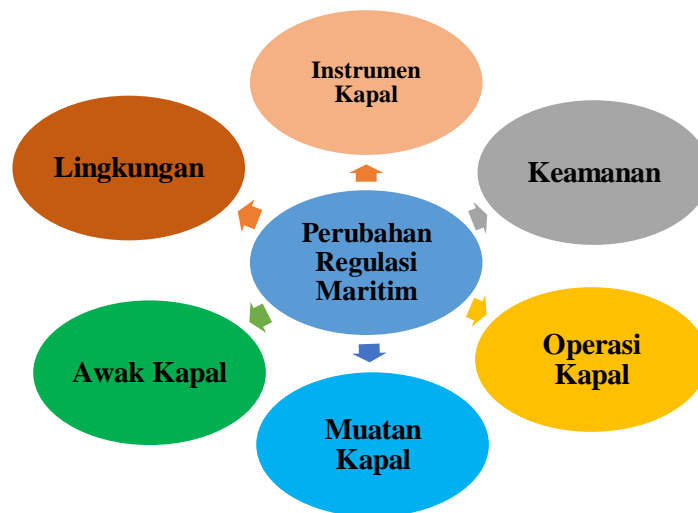 Instrumen
Kapal
Lingkungan
Keamanan
Perubahan
Regulasi
Maritim
Awak Kapal
Operasi
Kapal
Muatan
Kapal